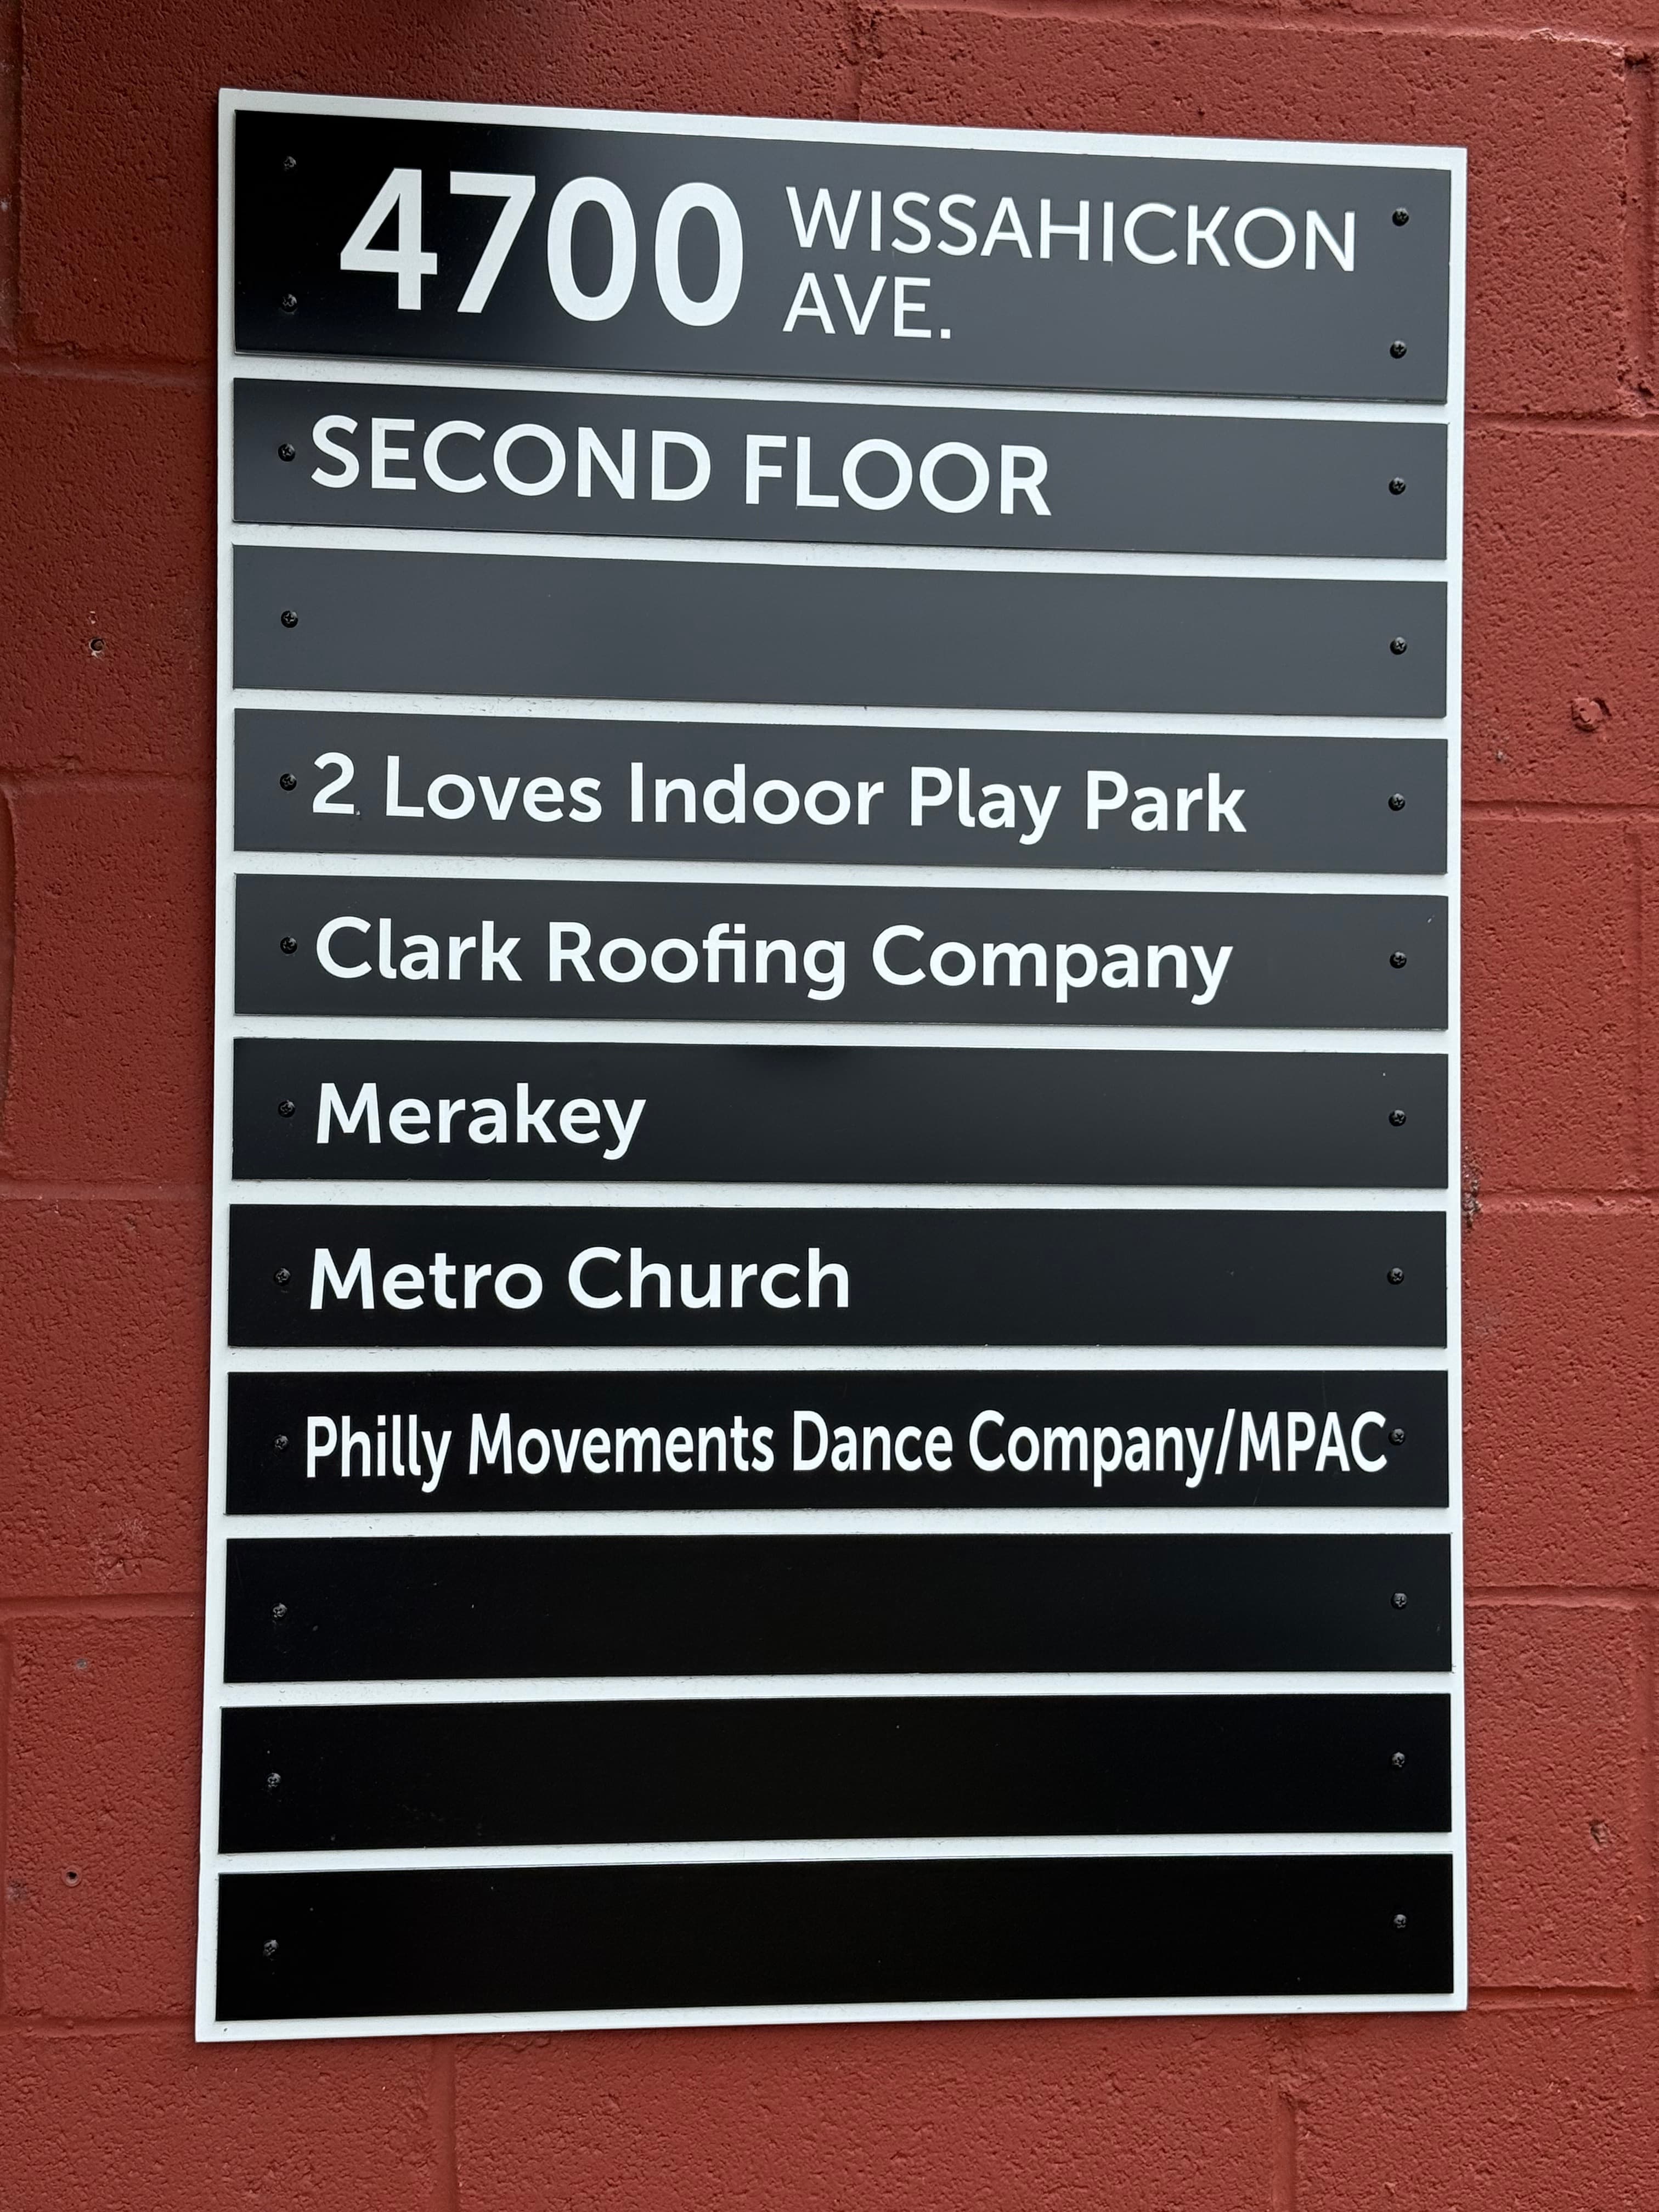 4700 WISSAHICKON
AVE.
SECOND FLOOR
2 Loves Indoor Play Park
Clark Roofing Company
Merakey
Metro Church
Philly Movements Dance Company/MPAC